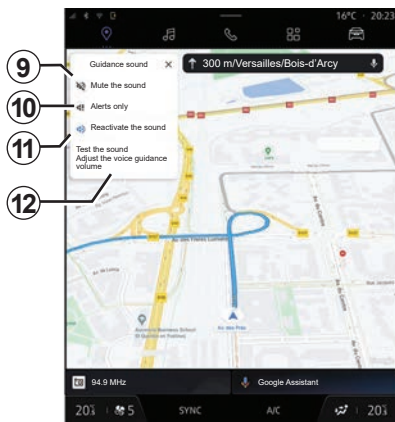 16°C · 20:23
Guidance sound
300 m/Versailles/Bois-d'Arcy
9
Mute the sound
10
Alerts only
11
Reactivate the sound
Test the sound
Adjust the voice guidance
volume
12
Av. des Prés
94.9 MHz
Google Assistant
20
5
SYNC
A/C
20